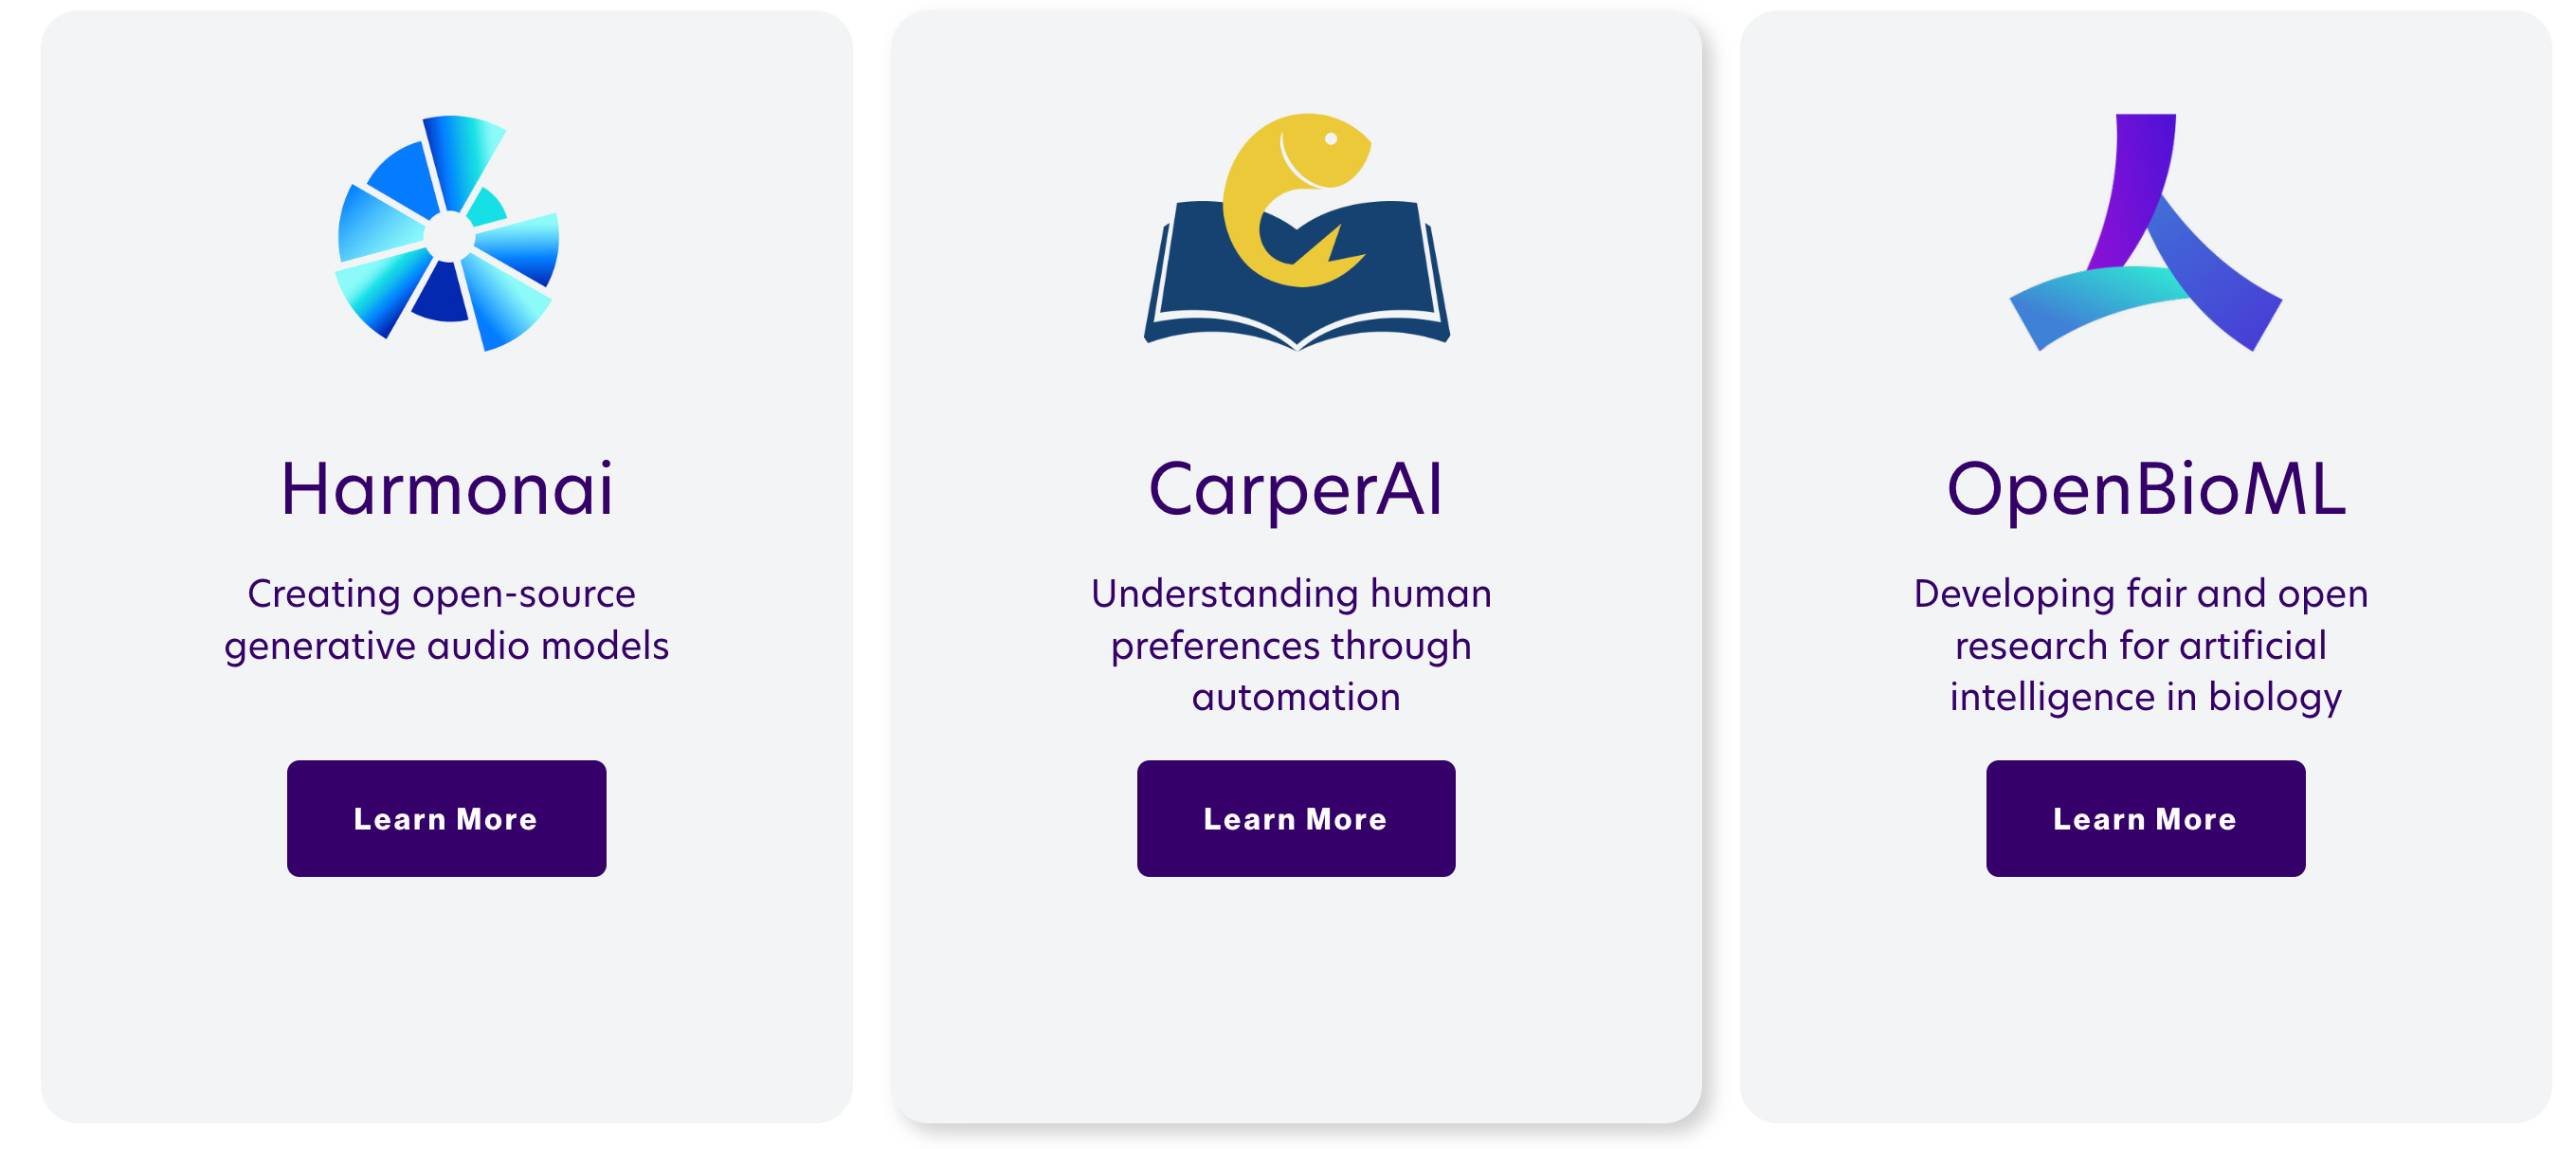 Harmonai
Creating open-source
generative audio models
Learn More
CarperAI
Understanding human
preferences through
automation
Learn More
OpenBioML
Developing fair and open
research for artificial
intelligence in biology
Learn More